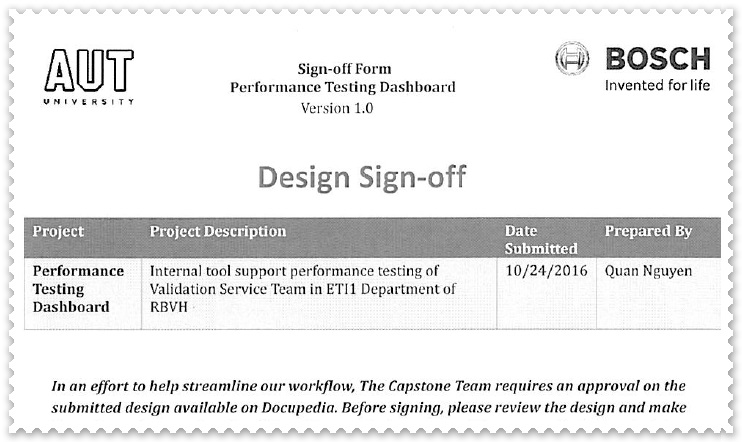 AUT
UNIVERSITY
Sign-off Form
Performance Testing Dashboard
Version 1.0
BOSCH
Invented for life
Design Sign-off
Project Project Description Date Submitted Prepared By
Performance Testing Dashboard
Internal tool support performance testing of
Validation Service Team in ETI1 Department of
RBVH
10/24/2016
Quan Nguyen
In an effort to help streamline our workflow, The Capstone Team requires an approval on the
submitted design available on Docupedia. Before signing, please review the design and make